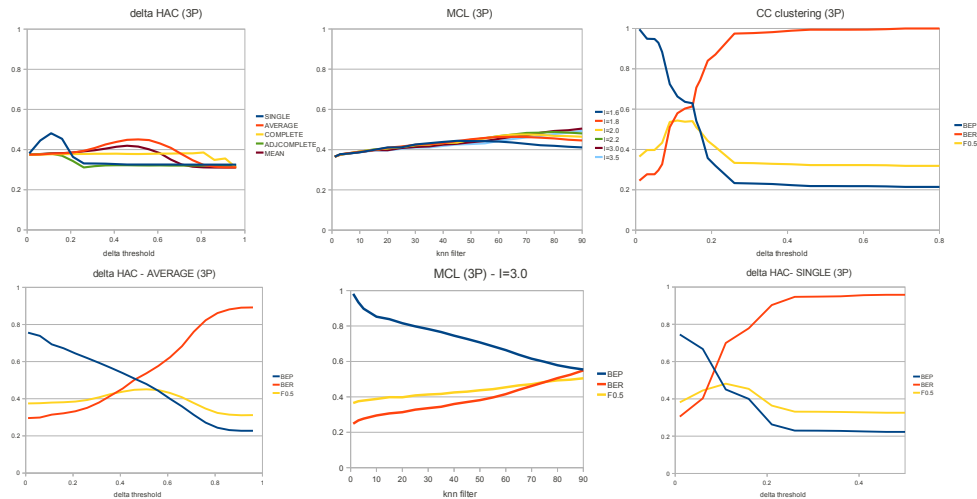 delta HAC (3P)
1
0.8
0.6
0.4
0.2
0
0 0.2 0.4 0.6 0.8 1
delta threshold
SINGLE
AVERAGE
COMPLETE
ADJCOMPLETE
MEAN
MCL (3P)
1
0.8
0.6
0.4
0.2
0
0 10 20 30 40 50 60 70 80 90
knn filter
I=1.6
I=1.8
I=2.0
I=2.2
I=3.0
I=3.5
CC clustering (3P)
1
0.8
0.6
0.4
0.2
0
0 0.2 0.4 0.6 0.8
delta threshold
BEP
BER
F0.5
delta HAC - AVERAGE (3P)
1
0.8
0.6
0.4
0.2
0
0 0.2 0.4 0.6 0.8 1
delta threshold
BEP
BER
F0.5
MCL (3P) - I=3.0
1
0.8
0.6
0.4
0.2
0
0 10 20 30 40 50 60 70 80 90
knn filter
BEP
BER
F0.5
delta HAC- SINGLE (3P)
1
0.8
0.6
0.4
0.2
0
0 0.2 0.4
delta threshold
BEP
BER
F0.5